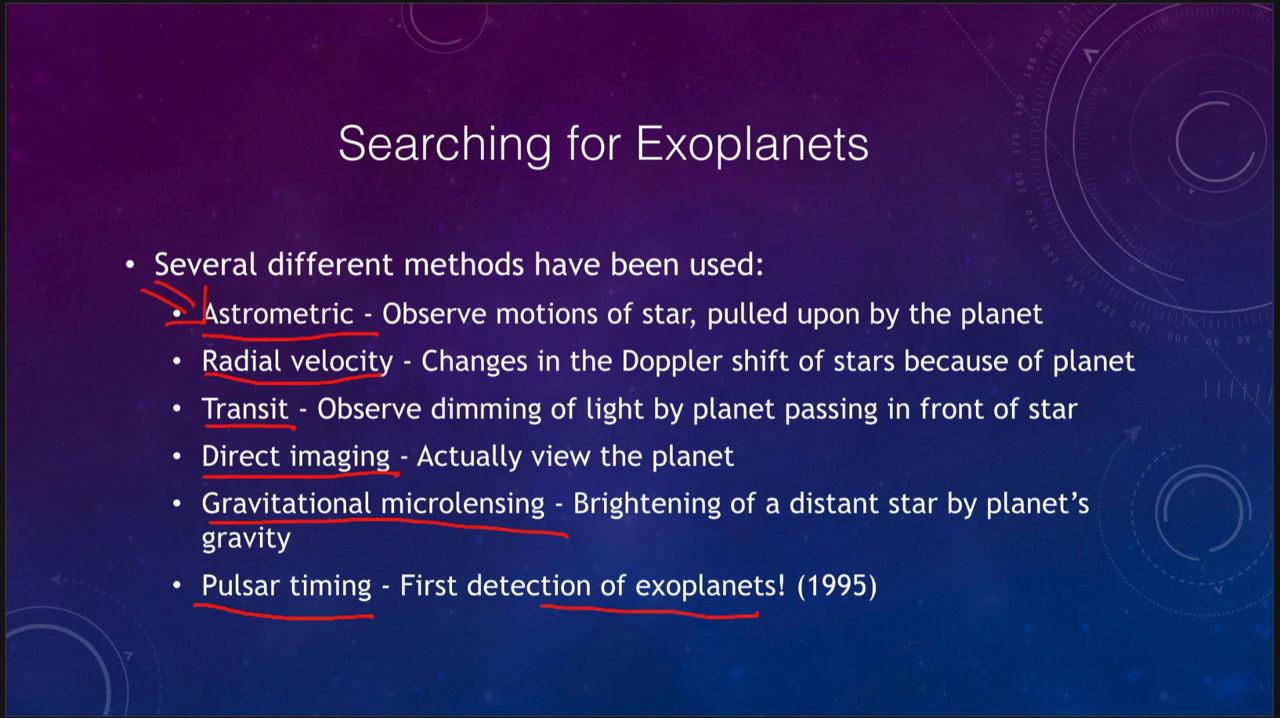 Searching for Exoplanets
• Several different methods have been used:
• Astrometric - Observe motions of star, pulled upon by the planet
• Radial velocity - Changes in the Doppler shift of stars because of planet
• Transit - Observe dimming of light by planet passing in front of star
• Direct imaging - Actually view the planet
• Gravitational microlensing - Brightening of a distant star by planet’s
gravity
• Pulsar timing - First detection of exoplanets! (1995)